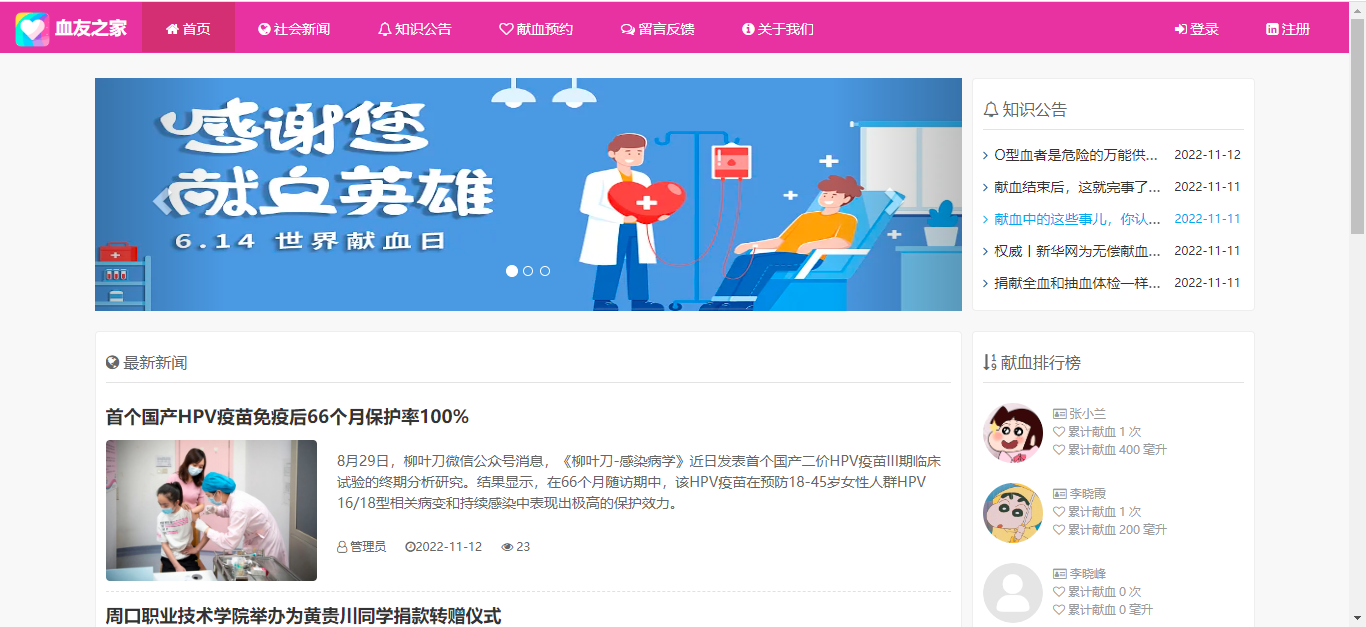 血友之家 首页 社会新闻 知识公告 献血预约 留言反馈 关于我们 登录 注册
感谢您
献血英雄
6.14 世界献血日
知识公告
O型血者是危险的万能供... 2022-11-12
献血结束后，这就完事了... 2022-11-11
献血中的这些事儿，你认... 2022-11-11
权威丨新华网为无偿献血... 2022-11-11
捐献全血和抽血体检一样... 2022-11-11
最新新闻
首个国产HPV疫苗免疫后66个月保护率100%
8月29日，柳叶刀微信公众号消息，《柳叶刀-感染病学》近日发表首个国产二价HPV疫苗III期临床
试验的终期分析研究。结果显示，在66个月随访期中，该HPV疫苗在预防18-45岁女性人群HPV
16/18型相关病变和持续感染中表现出极高的保护效力。
管理员 2022-11-12 23
周口职业技术学院举办为黄贵川同学捐款转赠仪式
献血排行榜
张小兰
累计献血 1 次
累计献血 400 毫升
李晓霞
累计献血 1 次
累计献血 200 毫升
李晓峰
累计献血 0 次
累计献血 0 毫升